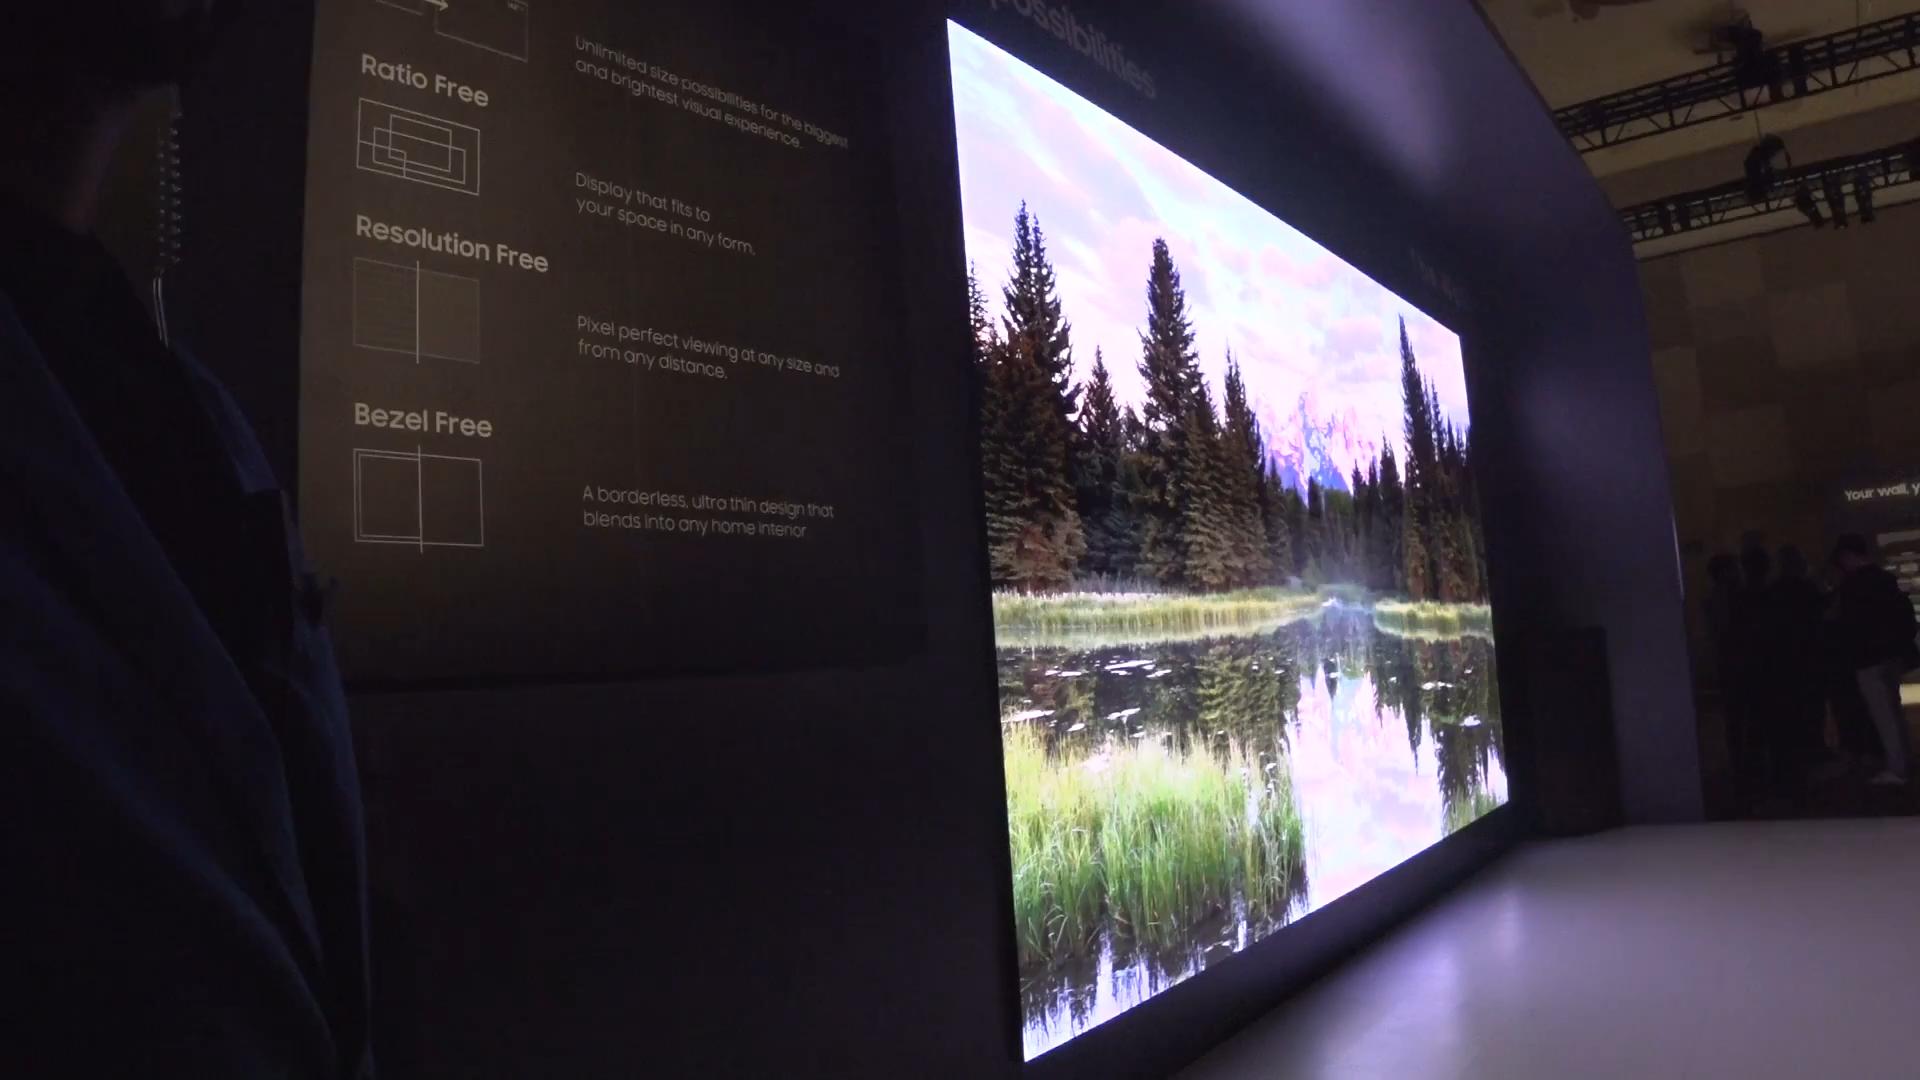 possibilities
Unlimited size possibilities for the biggest
and brightest visual experience.
Ratio Free
Display that fits to
your space in any form.
Resolution Free
Pixel perfect viewing at any size and
from any distance.
Bezel Free
A borderless, ultra thin design that
blends into any home interior
Your wall,